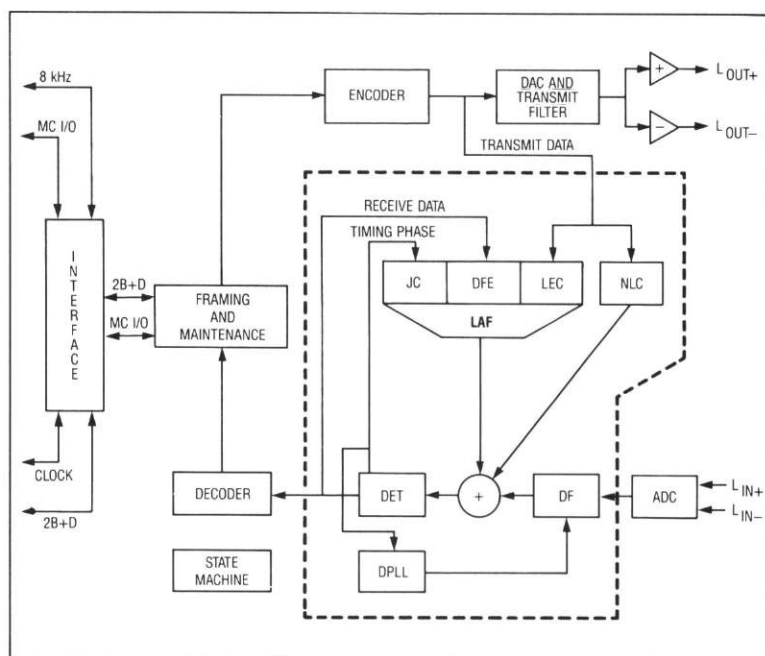 8 kHz
MC I/O
INTERFACE
2B+D
MC I/O
CLOCK
2B+D
FRAMING
AND
MAINTENANCE
ENCODER
DAC AND
TRANSMIT
FILTER
+
−
L OUT+
L OUT−
TRANSMIT DATA
RECEIVE DATA
TIMING PHASE
JC
DFE
LEC
NLC
LAF
DECODER
DET
+
DF
ADC
L IN+
L IN−
STATE
MACHINE
DPLL